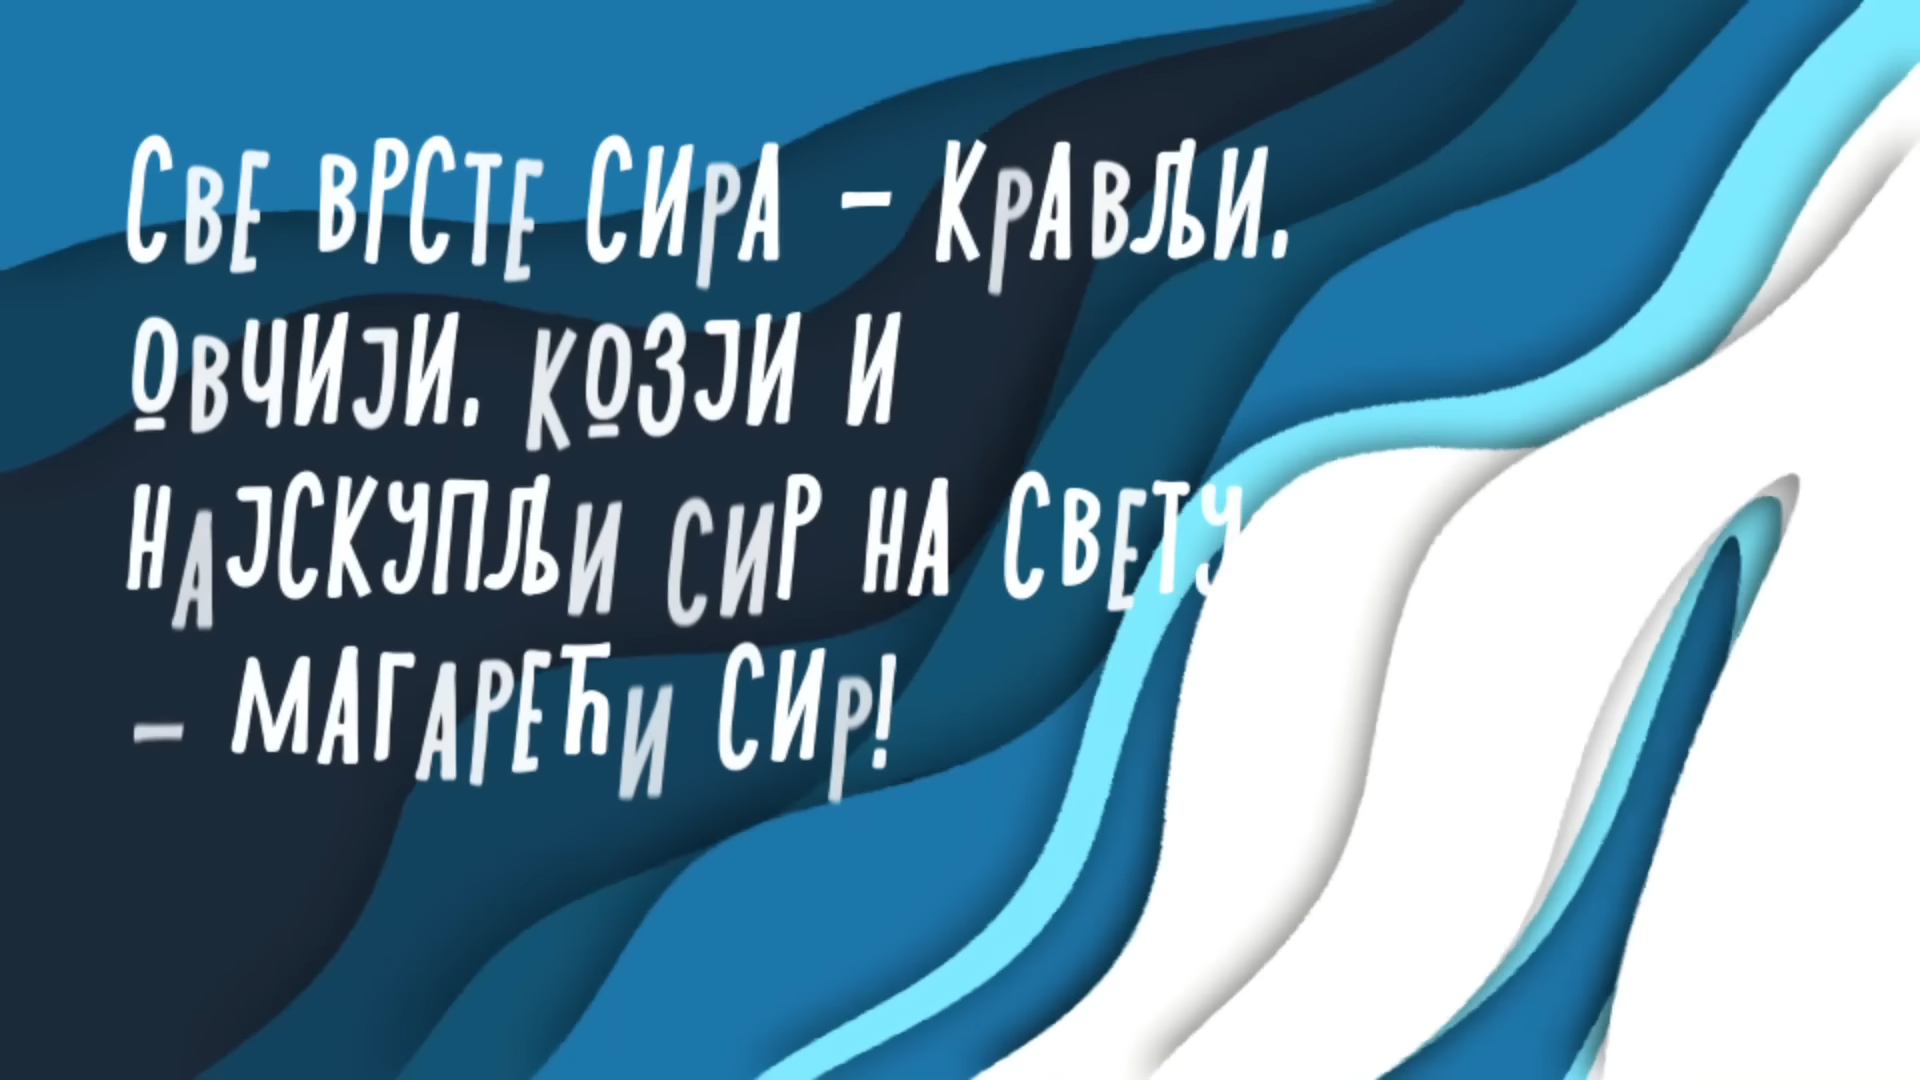 СВЕ ВРСТЕ СИРА – КРАВЉИ,
ОВЧИЈИ, КОЗЈИ И
НАЈСКУПЉИ СИР НА СВЕТУ
– МАГАРЕЋИ СИР!